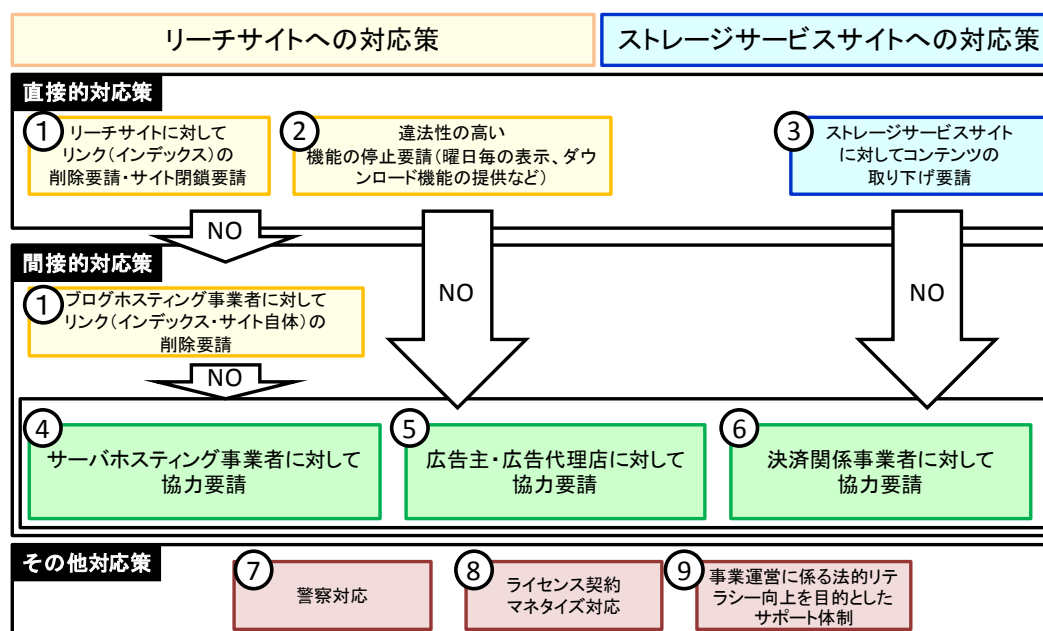 リーチサイトへの対応策
ストレージサービスサイトへの対応策
直接的対応策
①
リーチサイトに対して
リンク(インデックス)の
削除要請・サイト閉鎖要請
②
違法性の高い
機能の停止要請(曜日毎の表示、ダウ
ンロード機能の提供など)
③
ストレージサービスサイト
に対してコンテンツの
取り下げ要請
NO
NO
NO
間接的対応策
①
ブログホスティング事業者に対して
リンク(インデックス・サイト自体)の
削除要請
NO
④
サーバホスティング事業者に対して
協力要請
⑤
広告主・広告代理店に対して
協力要請
⑥
決済関係事業者に対して
協力要請
その他対応策
⑦
警察対応
⑧
ライセンス契約
マネタイズ対応
⑨
事業運営に係る法的リテ
ラシー向上を目的とした
サポート体制